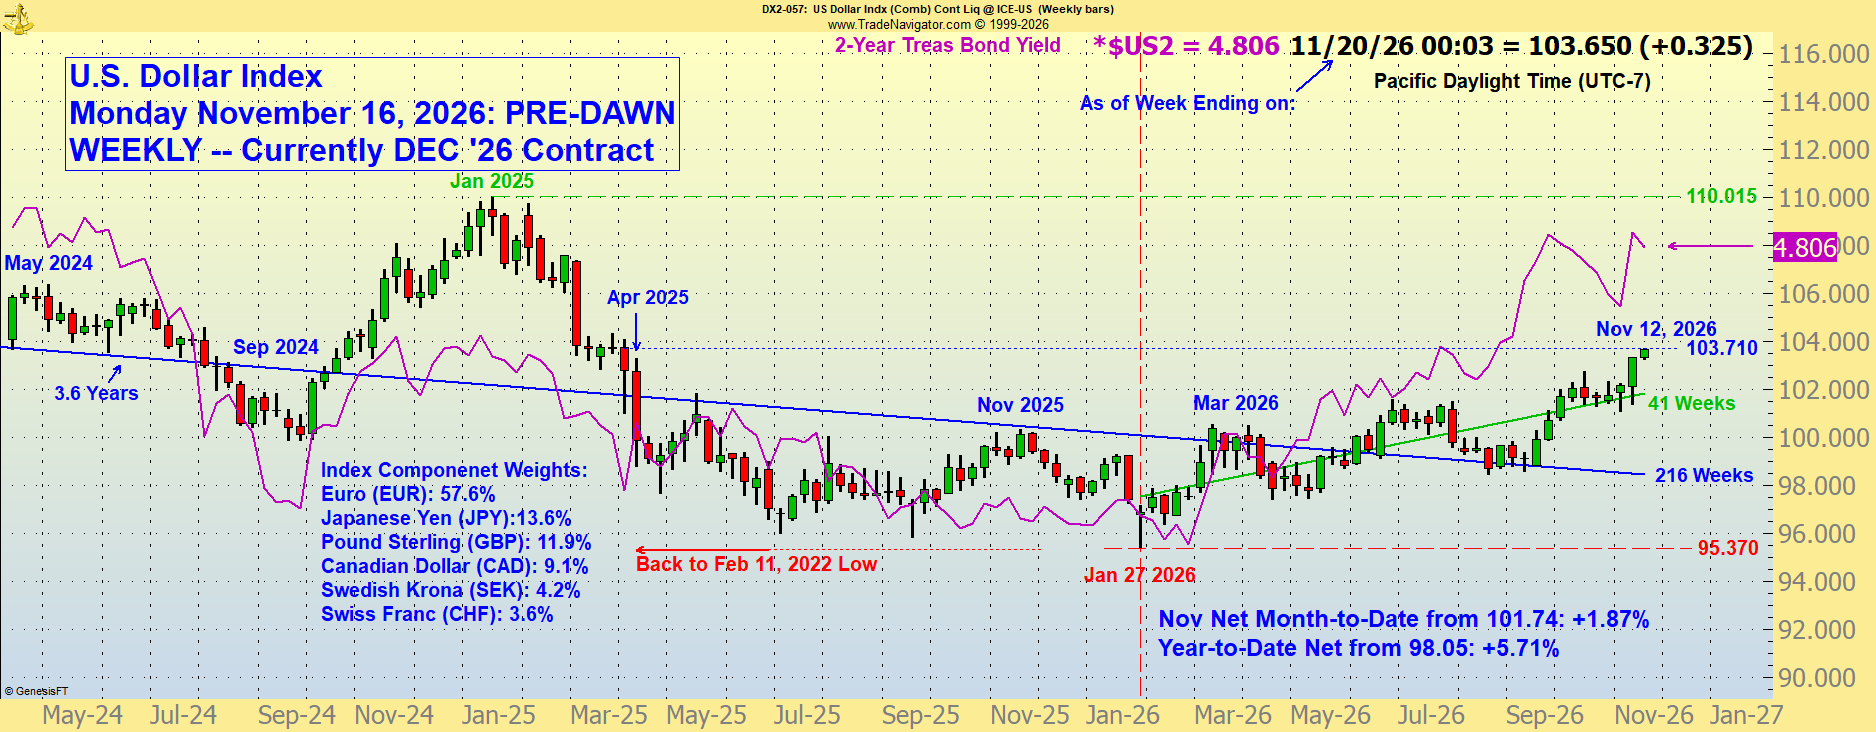 DX2-057: US Dollar Indx (Comb) Cont Liq @ ICE-US (Weekly bars)
www.TradeNavigator.com © 1999-2026
2-Year Treas Bond Yield
*$US2 = 4.806
11/20/26 00:03 = 103.650 (+0.325)
Pacific Daylight Time (UTC-7)
As of Week Ending on:
U.S. Dollar Index
Monday November 16, 2026: PRE-DAWN
WEEKLY -- Currently DEC '26 Contract
Jan 2025
110.015
May 2024
4.806
Apr 2025
Nov 12, 2026
103.710
Sep 2024
3.6 Years
Nov 2025
Mar 2026
41 Weeks
216 Weeks
Index Componenet Weights:
Euro (EUR): 57.6%
Japanese Yen (JPY):13.6%
Pound Sterling (GBP): 11.9%
Canadian Dollar (CAD): 9.1%
Swedish Krona (SEK): 4.2%
Swiss Franc (CHF): 3.6%
Back to Feb 11, 2022 Low
95.370
Jan 27 2026
Nov Net Month-to-Date from 101.74: +1.87%
Year-to-Date Net from 98.05: +5.71%
116.000
114.000
112.000
110.000
108.000
106.000
104.000
102.000
100.000
98.000
96.000
94.000
92.000
90.000
© GenesisFT
May-24 Jul-24 Sep-24 Nov-24 Jan-25 Mar-25 May-25 Jul-25 Sep-25 Nov-25 Jan-26 Mar-26 May-26 Jul-26 Sep-26 Nov-26 Jan-27